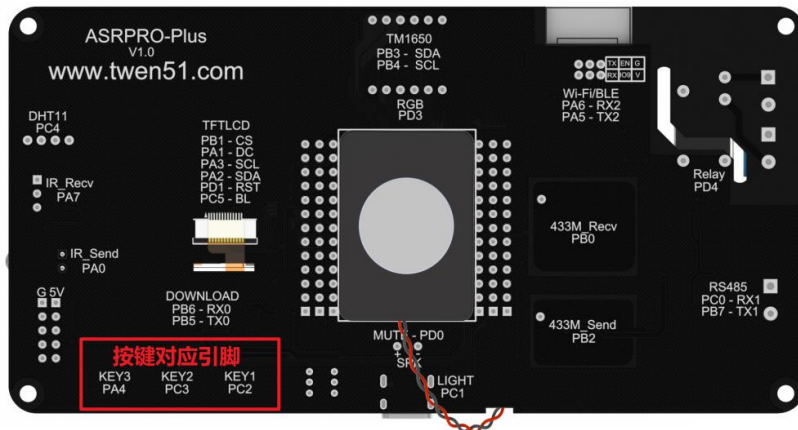 ASRPRO-Plus
V1.0
www.twen51.com
TM1650
PB3 - SDA
PB4 - SCL
RGB
PD3
TX EN G
RX IO9 V
Wi-Fi/BLE
PA6 - RX2
PA5 - TX2
DHT11
PC4
TFTLCD
PB1 - CS
PA1 - DC
PA3 - SCL
PA2 - SDA
PD1 - RST
PC5 - BL
IR_Recv
PA7
Relay
PD4
433M_Recv
PB0
IR_Send
PA0
G 5V
DOWNLOAD
PB6 - RX0
PB5 - TX0
RS485
PC0 - RX1
PB7 - TX1
433M_Send
PB2
MUTE - PD0
按键对应引脚
KEY3
PA4
KEY2
PC3
KEY1
PC2
LIGHT
PC1